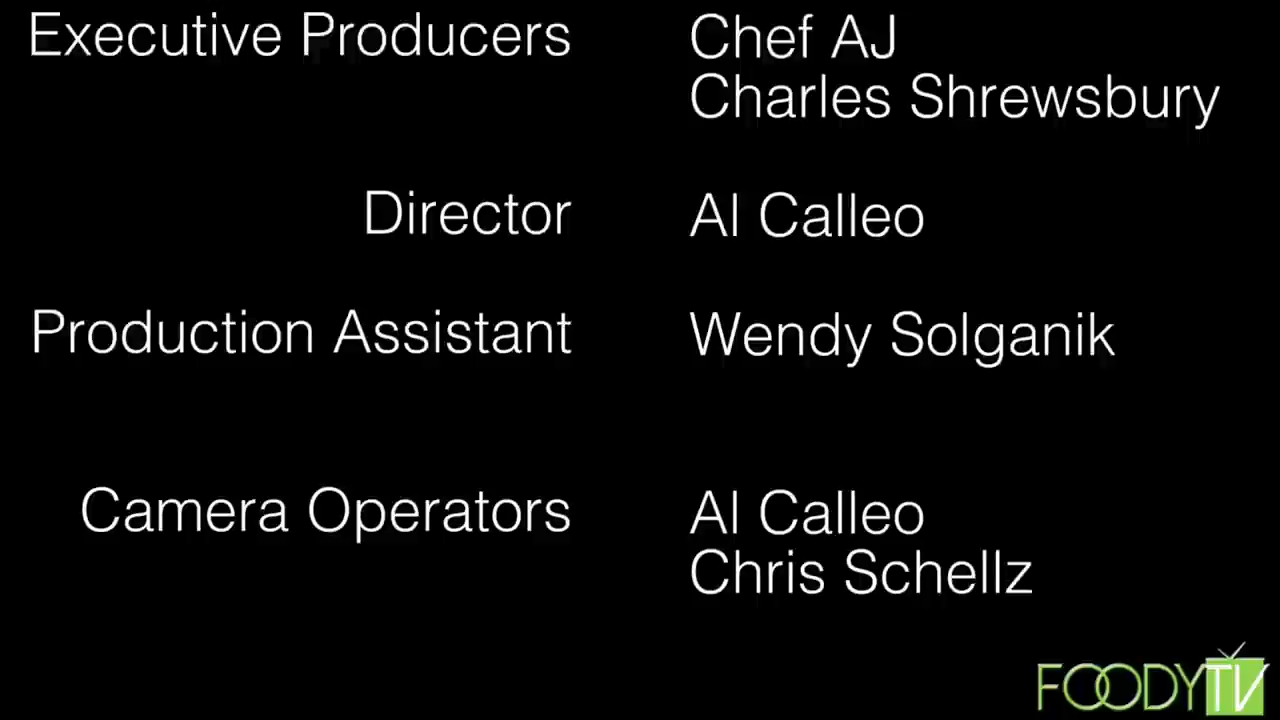 Executive Producers Chef AJ
Charles Shrewsbury
Director Al Calleo
Production Assistant Wendy Solganik
Camera Operators Al Calleo
Chris Schellz
FOODYTV